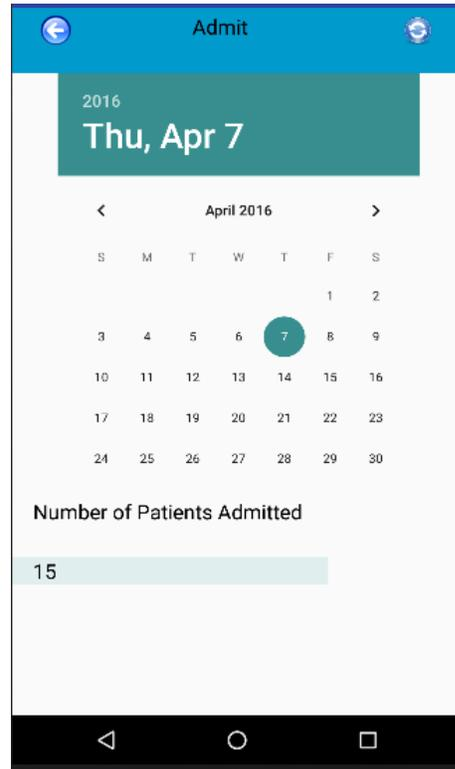 Admit
2016
Thu, Apr 7
April 2016
S M T W T F S
1 2
3 4 5 6 7 8 9
10 11 12 13 14 15 16
17 18 19 20 21 22 23
24 25 26 27 28 29 30
Number of Patients Admitted
15